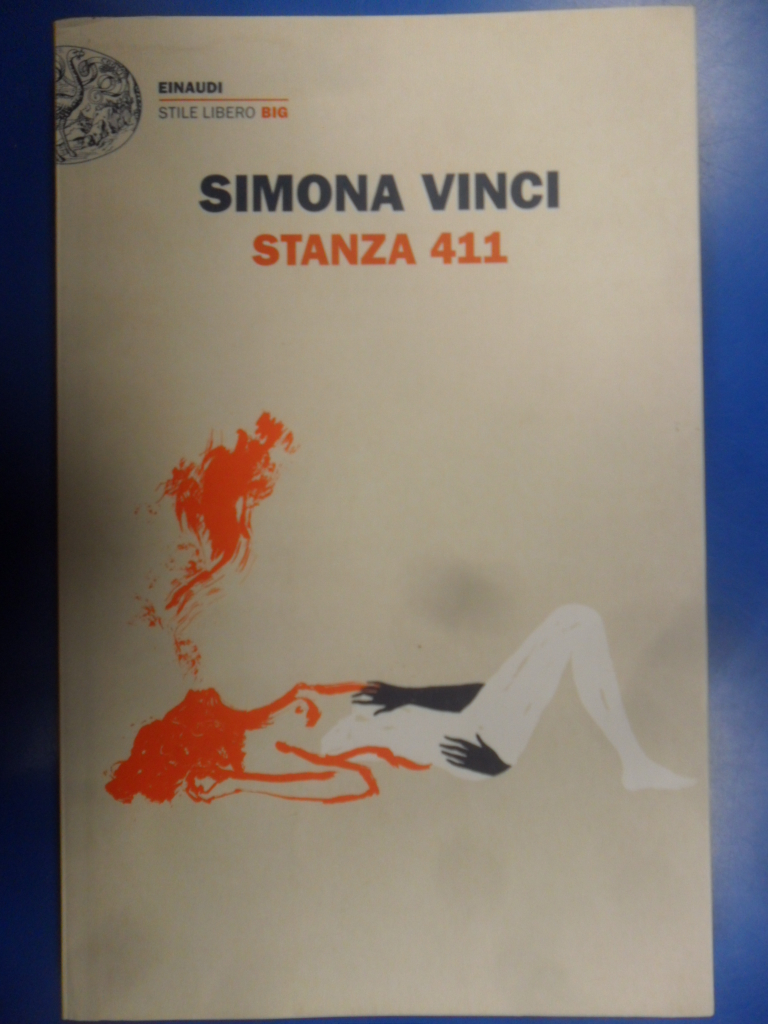 EINAUDI
STILE LIBERO BIG
SIMONA VINCI
STANZA 411